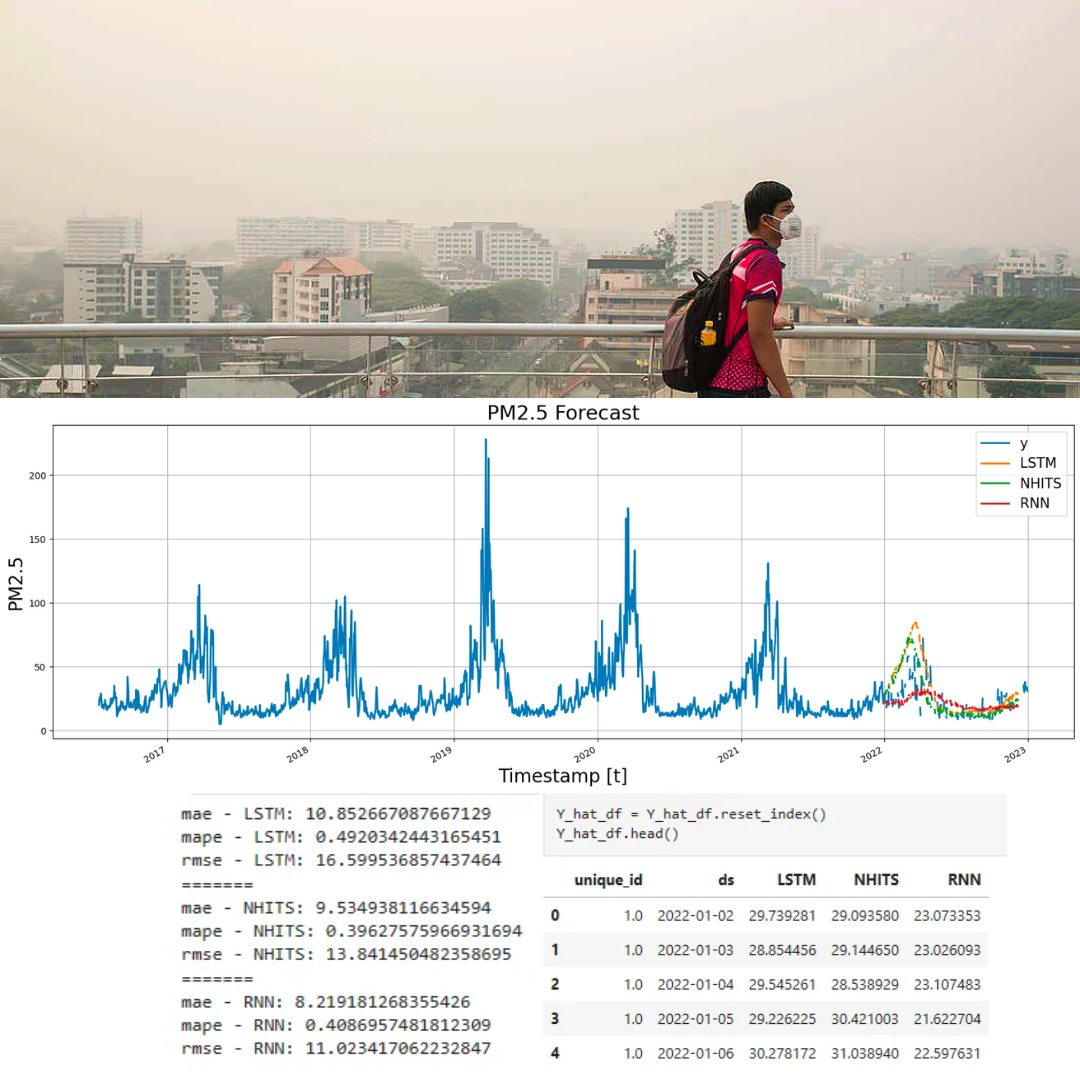 PM2.5 Forecast
y
LSTM
NHITS
RNN
PM2.5
200
150
100
50
0
2017
2018
2019
2020
2021
2022
2023
Timestamp [t]
mae - LSTM: 10.852667087667129
mape - LSTM: 0.4920342443165451
rmse - LSTM: 16.599536857437464
=======
mae - NHITS: 9.534938116634594
mape - NHITS: 0.39627575966931694
rmse - NHITS: 13.841450482358695
=======
mae - RNN: 8.219181268355426
mape - RNN: 0.4086957481812309
rmse - RNN: 11.023417062232847
Y_hat_df = Y_hat_df.reset_index()
Y_hat_df.head()
unique_id ds LSTM NHITS RNN
0 1.0 2022-01-02 29.739281 29.093580 23.073353
1 1.0 2022-01-03 28.854456 29.144650 23.026093
2 1.0 2022-01-04 29.545261 28.538929 23.107483
3 1.0 2022-01-05 29.226225 30.421003 21.622704
4 1.0 2022-01-06 30.278172 31.038940 22.597631